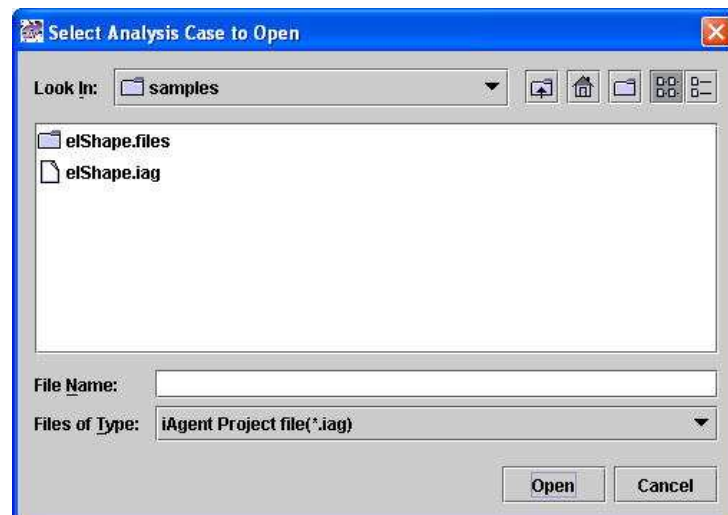 Select Analysis Case to Open
Look In: samples
elShape.files
elShape.iag
File Name:
Files of Type: iAgent Project file(*.iag)
Open Cancel